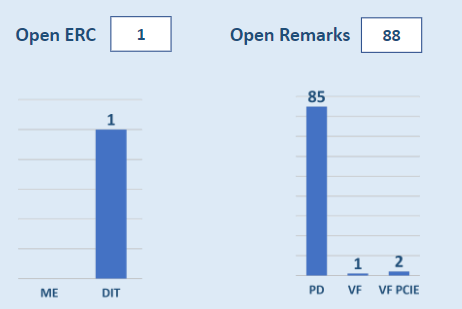 Open ERC 1
Open Remarks 88
1
ME DIT
85
1
2
PD VF VF PCIE